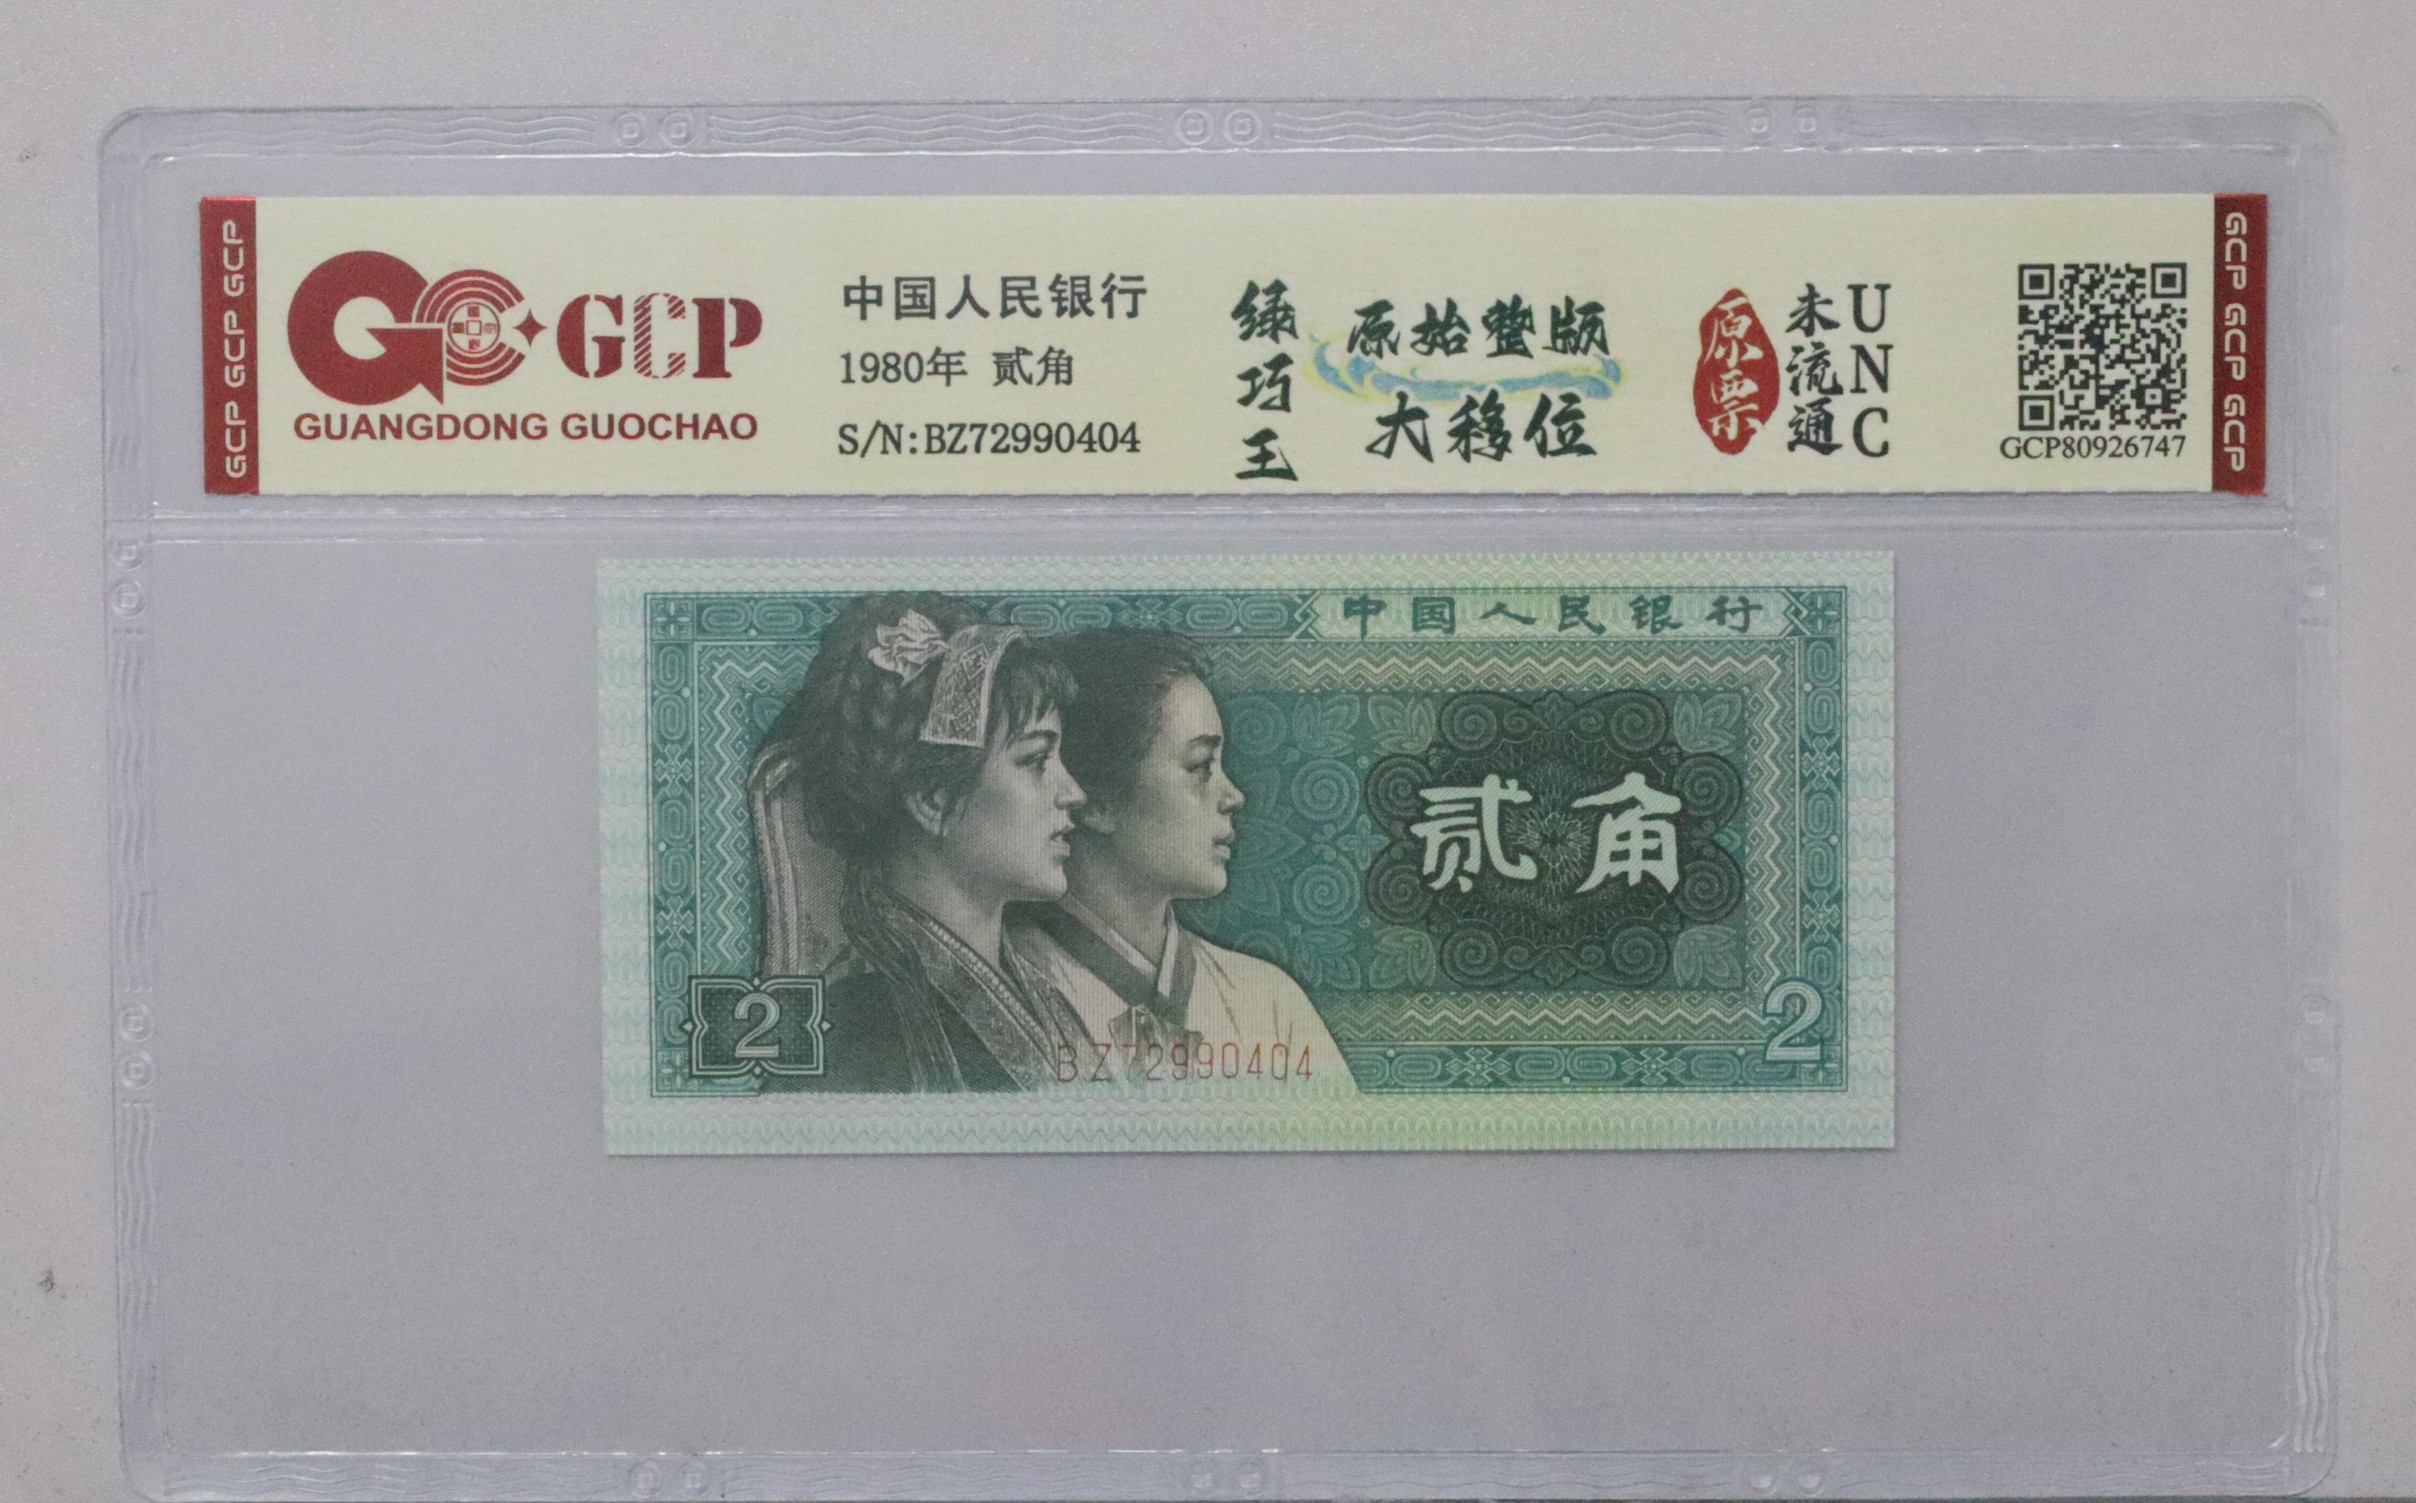 GCP GCP GCP
GCP
GUANGDONG GUOCHAO
中国人民银行
1980年 贰角
S/N:BZ72990404
绿巧王
原始整版
大移位
原票
未流通
UNC
GCP80926747
GCP GCP GCP
中国人民银行
贰角
2
BZ72990404
2